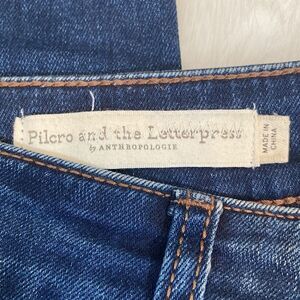 Pilcro and the Letterpress
by ANTHROPOLOGIE
MADE IN
CHINA